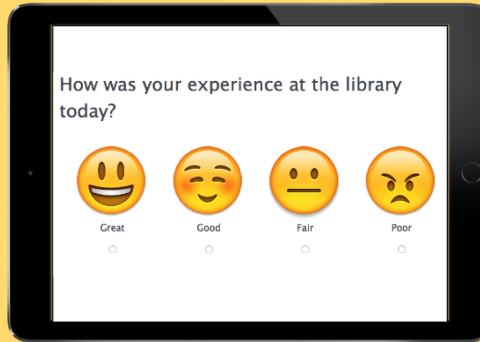 How was your experience at the library
today?
Great Good Fair Poor